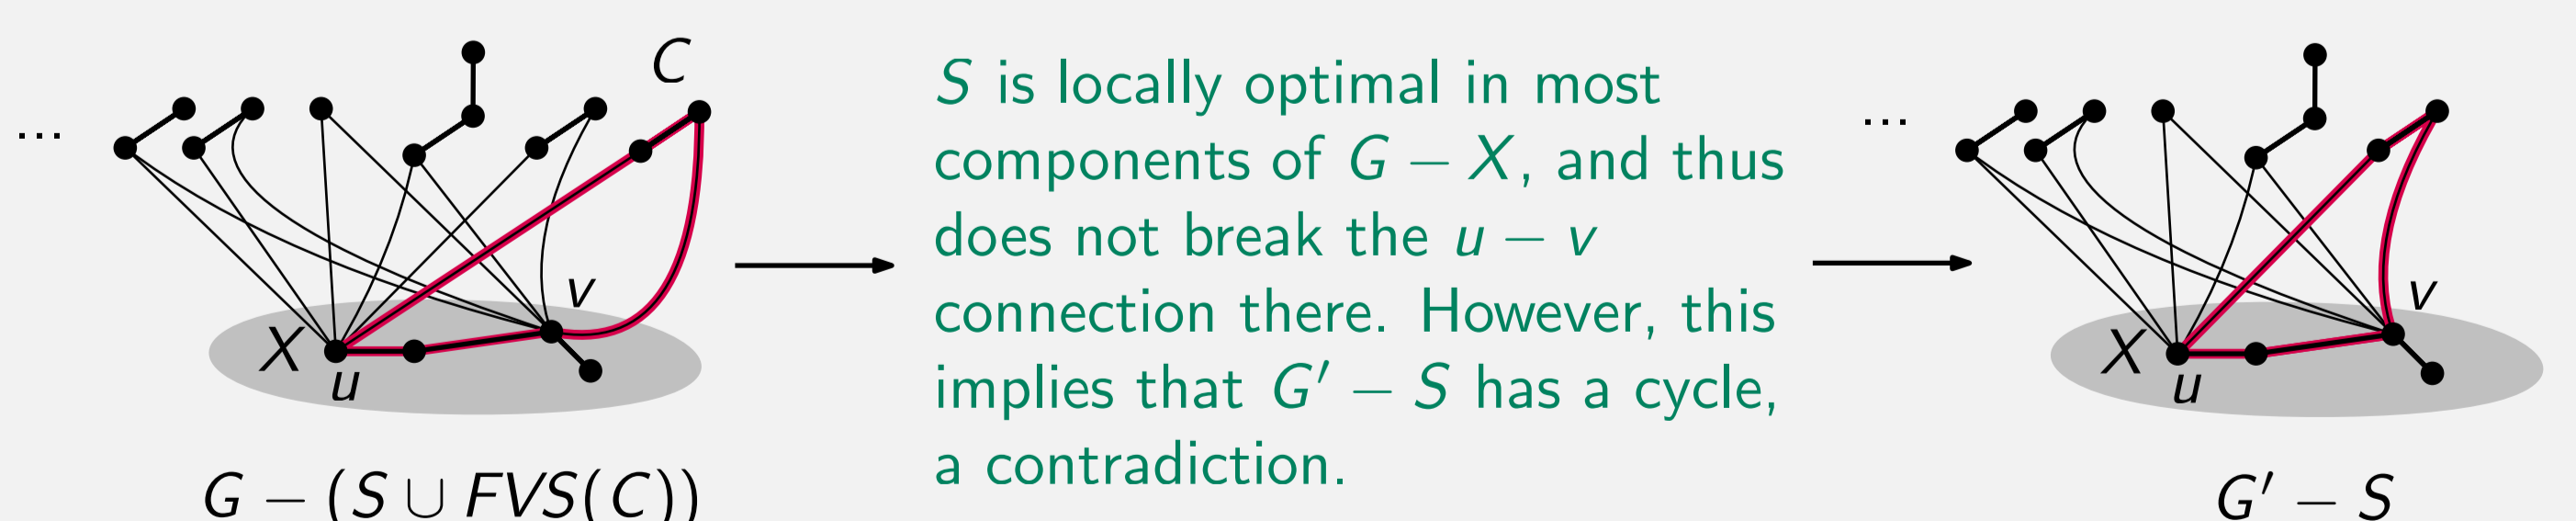 ...
C
v
X
u
G − (S ∪ FVS(C))
S is locally optimal in most
components of G − X, and thus
does not break the u − v
connection there. However, this
implies that G′ − S has a cycle,
a contradiction.
...
v
X
u
G′ − S